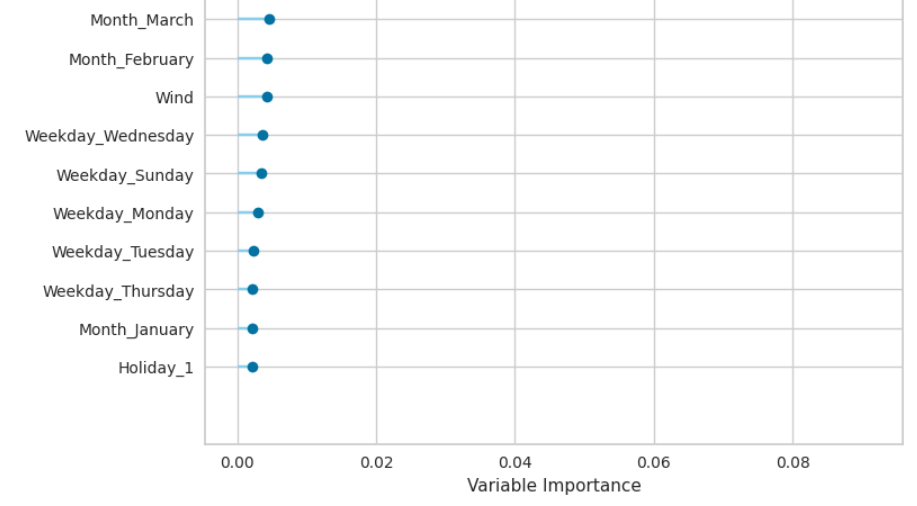 Month_March
Month_February
Wind
Weekday_Wednesday
Weekday_Sunday
Weekday_Monday
Weekday_Tuesday
Weekday_Thursday
Month_January
Holiday_1
0.00 0.02 0.04 0.06 0.08
Variable Importance